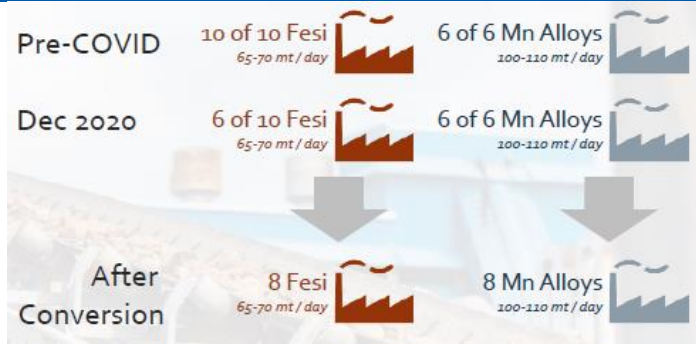 Pre-COVID
10 of 10 Fesi
65-70 mt / day
6 of 6 Mn Alloys
100-110 mt / day
Dec 2020
6 of 10 Fesi
65-70 mt / day
6 of 6 Mn Alloys
100-110 mt / day
After
Conversion
8 Fesi
65-70 mt / day
8 Mn Alloys
100-110 mt / day